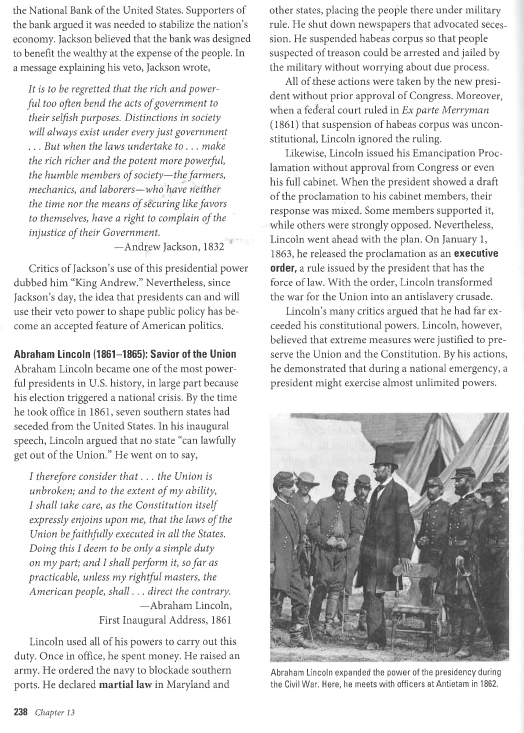 the National Bank of the United States. Supporters of
the bank argued it was needed to stabilize the nation's
economy. Jackson believed that the bank was designed
to benefit the wealthy at the expense of the people. In
a message explaining his veto, Jackson wrote,
It is to be regretted that the rich and power-
ful too often bend the acts of government to
their selfish purposes. Distinctions in society
will always exist under every just government
. . . But when the laws undertake to . . . make
the rich richer and the potent more powerful,
the humble members of society—the farmers,
mechanics, and laborers—who have neither
the time nor the means of securing like favors
to themselves, have a right to complain of the
injustice of their Government.
—Andrew Jackson, 1832
Critics of Jackson's use of this presidential power
dubbed him "King Andrew." Nevertheless, since
Jackson's day, the idea that presidents can and will
use their veto power to shape public policy has be-
come an accepted feature of American politics.
Abraham Lincoln (1861–1865): Savior of the Union
Abraham Lincoln became one of the most power-
ful presidents in U.S. history, in large part because
his election triggered a national crisis. By the time
he took office in 1861, seven southern states had
seceded from the United States. In his inaugural
speech, Lincoln argued that no state "can lawfully
get out of the Union." He went on to say,
I therefore consider that . . . the Union is
unbroken; and to the extent of my ability,
I shall take care, as the Constitution itself
expressly enjoins upon me, that the laws of the
Union be faithfully executed in all the States.
Doing this I deem to be only a simple duty
on my part; and I shall perform it, so far as
practicable, unless my rightful masters, the
American people, shall . . . direct the contrary.
—Abraham Lincoln,
First Inaugural Address, 1861
Lincoln used all of his powers to carry out this
duty. Once in office, he spent money. He raised an
army. He ordered the navy to blockade southern
ports. He declared martial law in Maryland and
238 Chapter 13
other states, placing the people there under military
rule. He shut down newspapers that advocated seces-
sion. He suspended habeas corpus so that people
suspected of treason could be arrested and jailed by
the military without worrying about due process.
All of these actions were taken by the new presi-
dent without prior approval of Congress. Moreover,
when a federal court ruled in Ex parte Merryman
(1861) that suspension of habeas corpus was uncon-
stitutional, Lincoln ignored the ruling.
Likewise, Lincoln issued his Emancipation Proc-
lamation without approval from Congress or even
his full cabinet. When the president showed a draft
of the proclamation to his cabinet members, their
response was mixed. Some members supported it,
while others were strongly opposed. Nevertheless,
Lincoln went ahead with the plan. On January 1,
1863, he released the proclamation as an executive
order, a rule issued by the president that has the
force of law. With the order, Lincoln transformed
the war for the Union into an antislavery crusade.
Lincoln's many critics argued that he had far ex-
ceeded his constitutional powers. Lincoln, however,
believed that extreme measures were justified to pre-
serve the Union and the Constitution. By his actions,
he demonstrated that during a national emergency, a
president might exercise almost unlimited powers.
Abraham Lincoln expanded the power of the presidency during
the Civil War. Here, he meets with officers at Antietam in 1862.